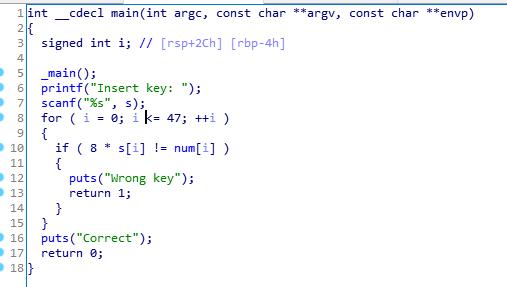 1 int __cdecl main(int argc, const char **argv, const char **envp)
2 {
3 signed int i; // [rsp+2Ch] [rbp-4h]
4
5 _main();
6 printf("Insert key: ");
7 scanf("%s", s);
8 for ( i = 0; i <= 47; ++i )
9 {
10 if ( 8 * s[i] != num[i] )
11 {
12 puts("Wrong key");
13 return 1;
14 }
15 }
16 puts("Correct");
17 return 0;
18 }